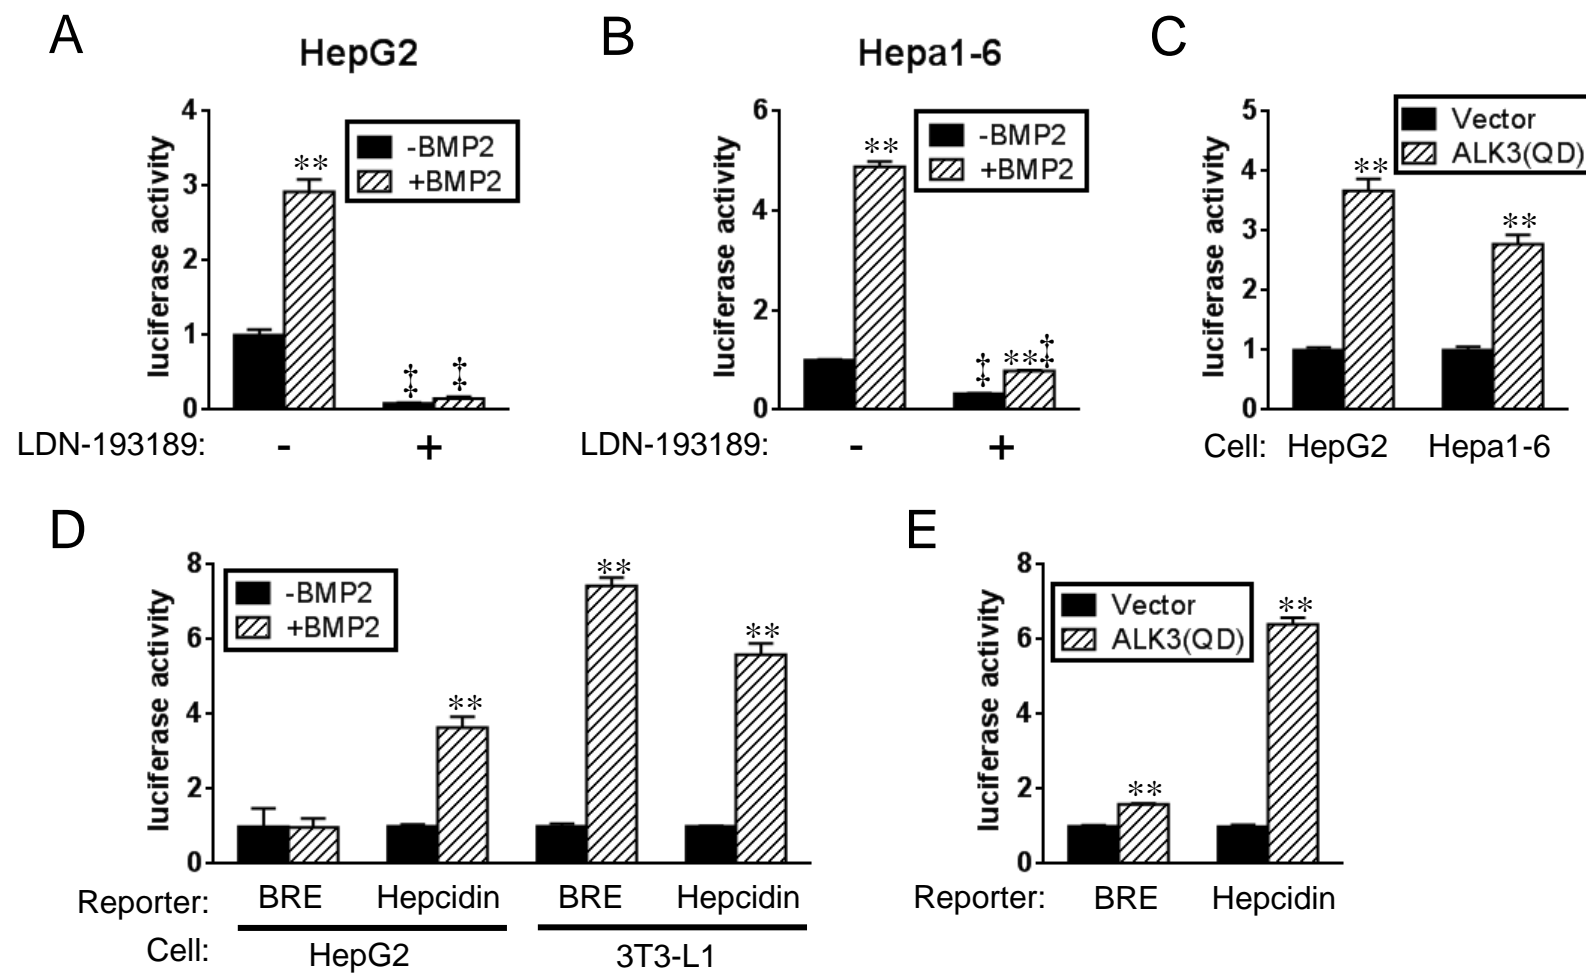 A
HepG2
luciferase activity
4
3
2
1
0
-BMP2
+BMP2
**
‡
‡
LDN-193189: - +
B
Hepa1-6
luciferase activity
6
4
2
0
-BMP2
+BMP2
**
‡
**‡
LDN-193189: - +
C
luciferase activity
5
4
3
2
1
0
Vector
ALK3(QD)
**
**
Cell: HepG2 Hepa1-6
D
luciferase activity
8
6
4
2
0
-BMP2
+BMP2
**
**
**
Reporter: BRE Hepcidin BRE Hepcidin
Cell: HepG2 3T3-L1
E
luciferase activity
8
6
4
2
0
Vector
ALK3(QD)
**
**
Reporter: BRE Hepcidin